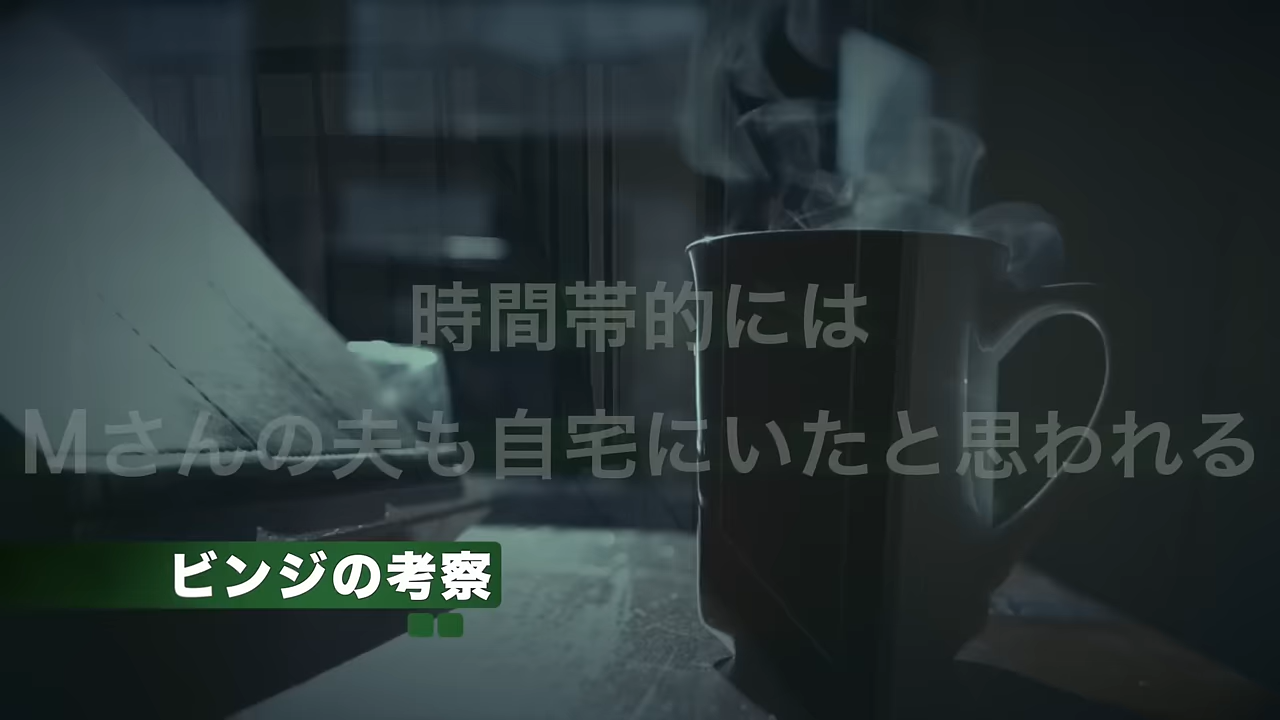 時間帯的には
Mさんの夫も自宅にいたと思われる
ビンジの考察